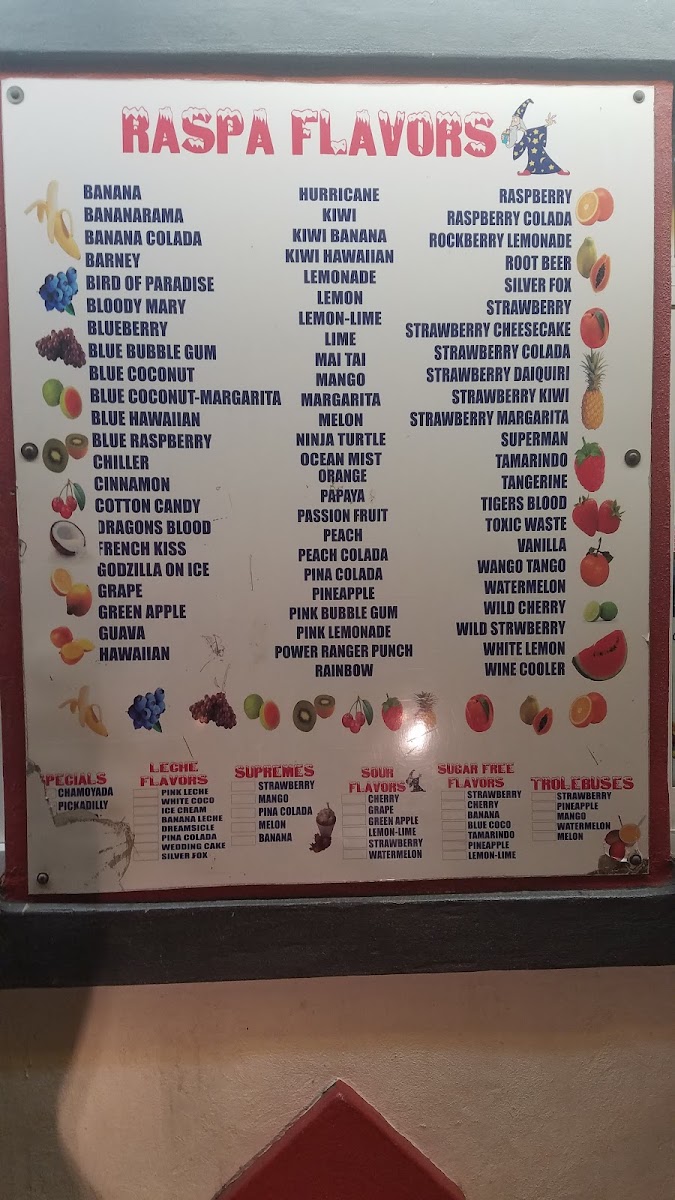 RASPA FLAVORS
BANANA
BANANARAMA
BANANA COLADA
BARNEY
BIRD OF PARADISE
BLOODY MARY
BLUEBERRY
BLUE BUBBLE GUM
BLUE COCONUT
BLUE COCONUT-MARGARITA
BLUE HAWAIIAN
BLUE RASPBERRY
CHILLER
CINNAMON
COTTON CANDY
DRAGONS BLOOD
FRENCH KISS
GODZILLA ON ICE
GRAPE
GREEN APPLE
GUAVA
HAWAIIAN
HURRICANE
KIWI
KIWI BANANA
KIWI HAWAIIAN
LEMONADE
LEMON
LEMON-LIME
LIME
MAI TAI
MANGO
MARGARITA
MELON
NINJA TURTLE
OCEAN MIST
ORANGE
PAPAYA
PASSION FRUIT
PEACH
PEACH COLADA
PINA COLADA
PINEAPPLE
PINK BUBBLE GUM
PINK LEMONADE
POWER RANGER PUNCH
RAINBOW
RASPBERRY
RASPBERRY COLADA
ROCKBERRY LEMONADE
ROOT BEER
SILVER FOX
STRAWBERRY
STRAWBERRY CHEESECAKE
STRAWBERRY COLADA
STRAWBERRY DAIQUIRI
STRAWBERRY KIWI
STRAWBERRY MARGARITA
SUPERMAN
TAMARINDO
TANGERINE
TIGERS BLOOD
TOXIC WASTE
VANILLA
WANGO TANGO
WATERMELON
WILD CHERRY
WILD STRWBERRY
WHITE LEMON
WINE COOLER
SPECIALS
CHAMOYADA
PICKADILLY
LECHE
FLAVORS
PINK LECHE
WHITE COCO
ICE CREAM
BANANA LECHE
DREAMSICLE
PINA COLADA
WEDDING CAKE
SILVER FOX
SUPREMES
STRAWBERRY
MANGO
PINA COLADA
MELON
BANANA
SOUR
FLAVORS
CHERRY
GRAPE
GREEN APPLE
LEMON-LIME
STRAWBERRY
WATERMELON
SUGAR FREE
FLAVORS
STRAWBERRY
CHERRY
BANANA
BLUE COCO
TAMARINDO
PINEAPPLE
LEMON-LIME
TROLEBUSES
STRAWBERRY
PINEAPPLE
MANGO
WATERMELON
MELON